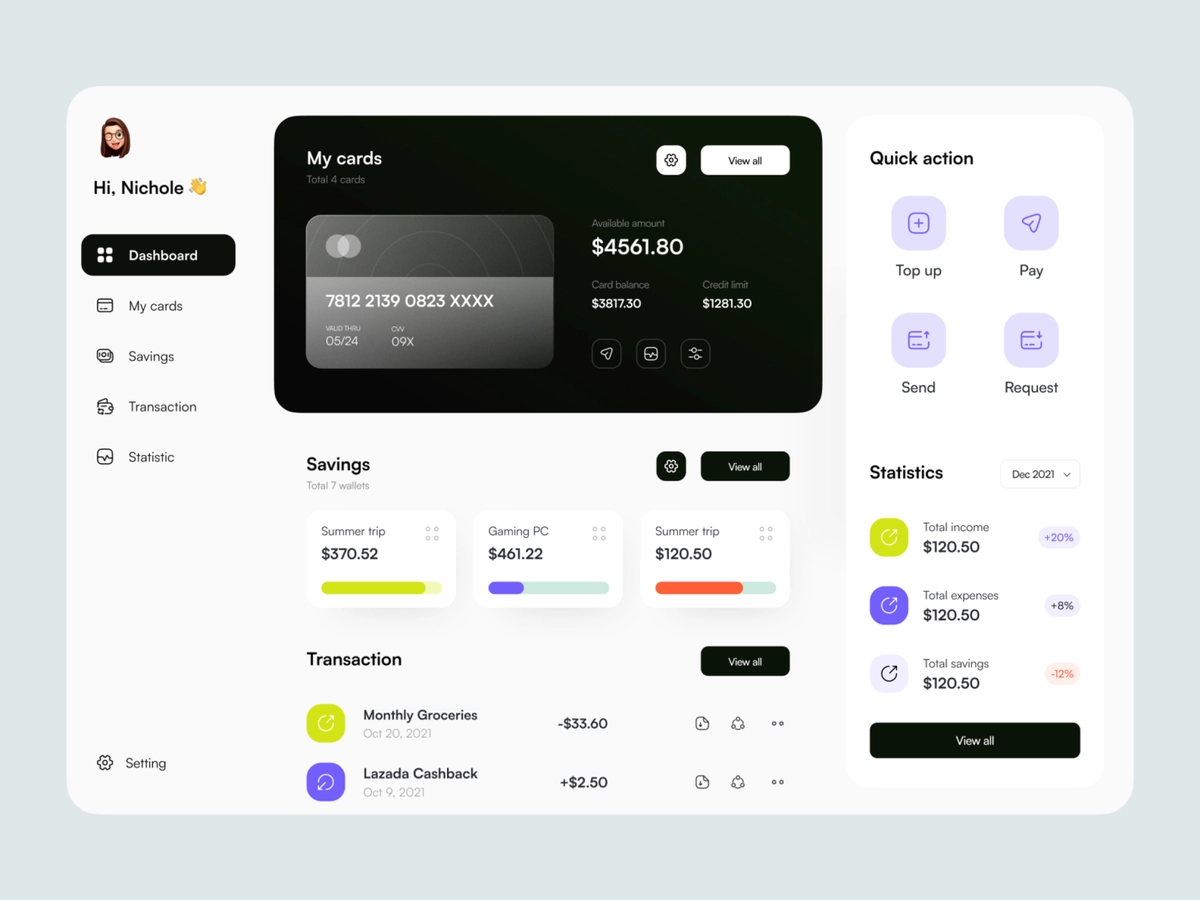 Hi, Nichole 👋
Dashboard
My cards
Savings
Transaction
Statistic
Setting
My cards
Total 4 cards
View all
7812 2139 0823 XXXX
VALID THRU
05/24
CVV
09X
Available amount
$4561.80
Card balance
$3817.30
Credit limit
$1281.30
Savings
Total 7 wallets
View all
Summer trip
$370.52
Gaming PC
$461.22
Summer trip
$120.50
Transaction
View all
Monthly Groceries
Oct 20, 2021
-$33.60
Lazada Cashback
Oct 9, 2021
+$2.50
Quick action
Top up
Pay
Send
Request
Statistics
Dec 2021
Total income
$120.50
+20%
Total expenses
$120.50
+8%
Total savings
$120.50
-12%
View all